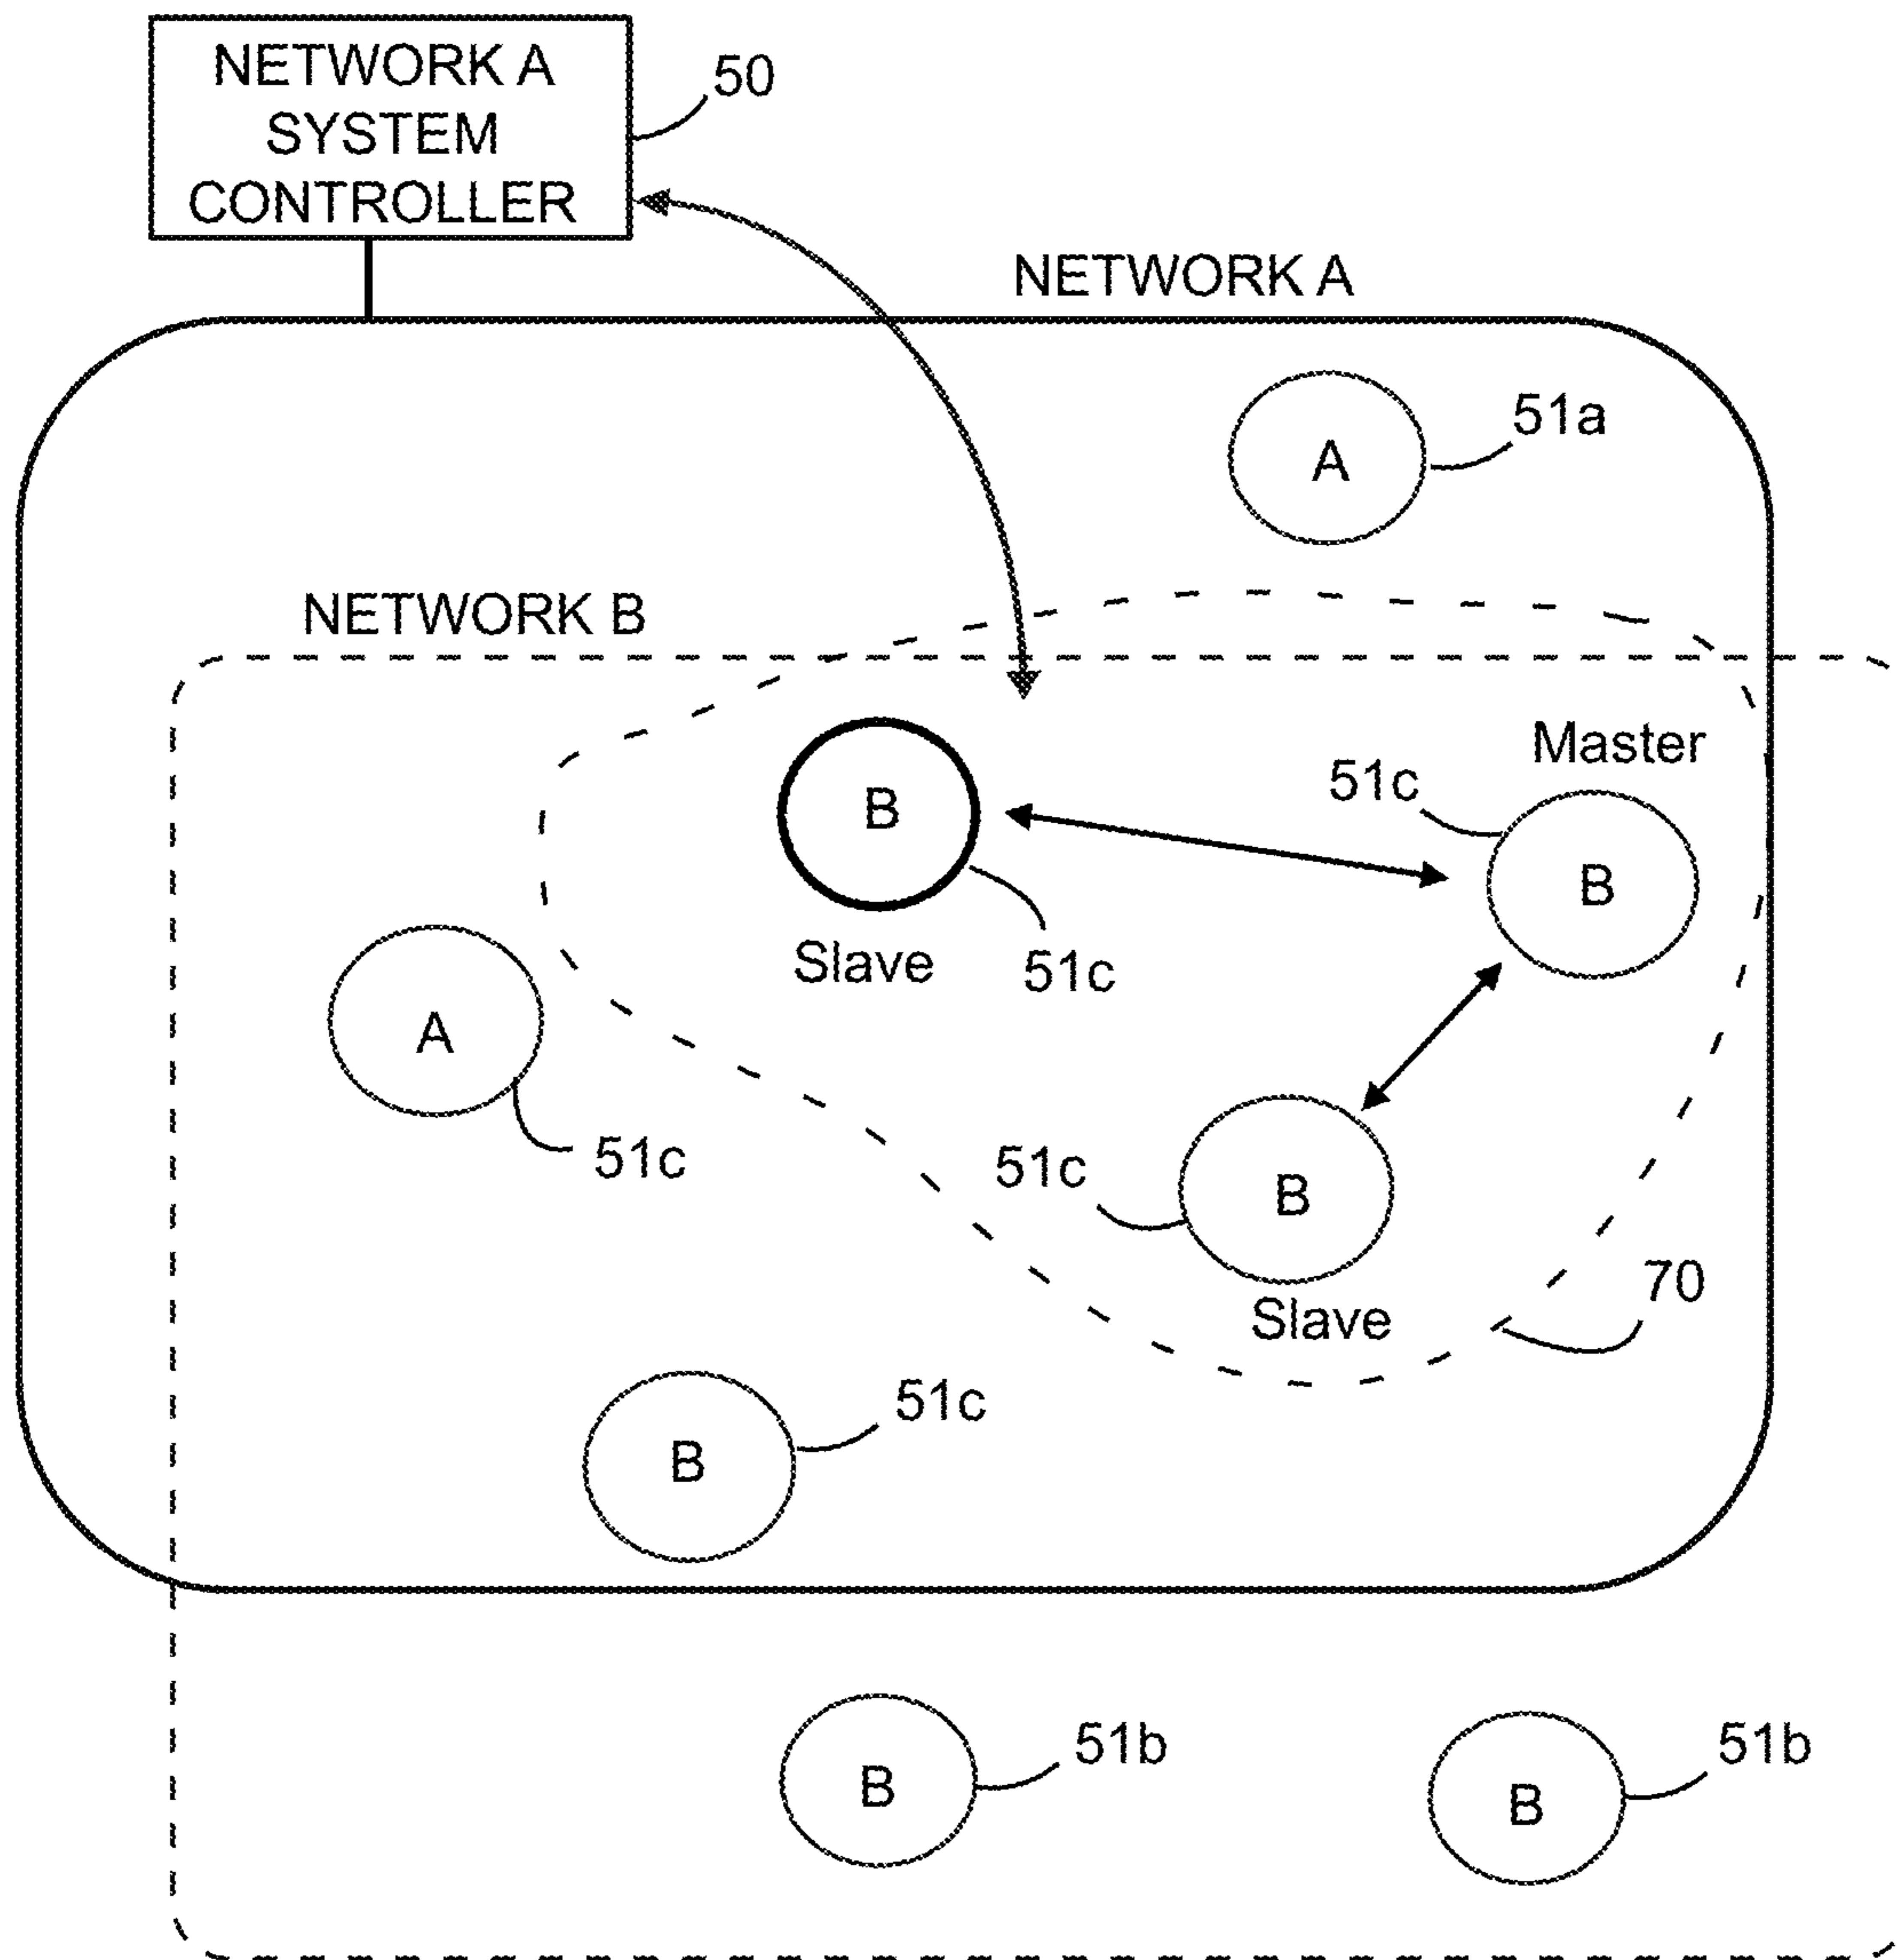 NETWORK A
SYSTEM
CONTROLLER
50
NETWORK A
51a
A
NETWORK B
Master
51c
B
B
Slave
51c
A
51c
51c
B
Slave
70
51c
B
51b
B
51b
B